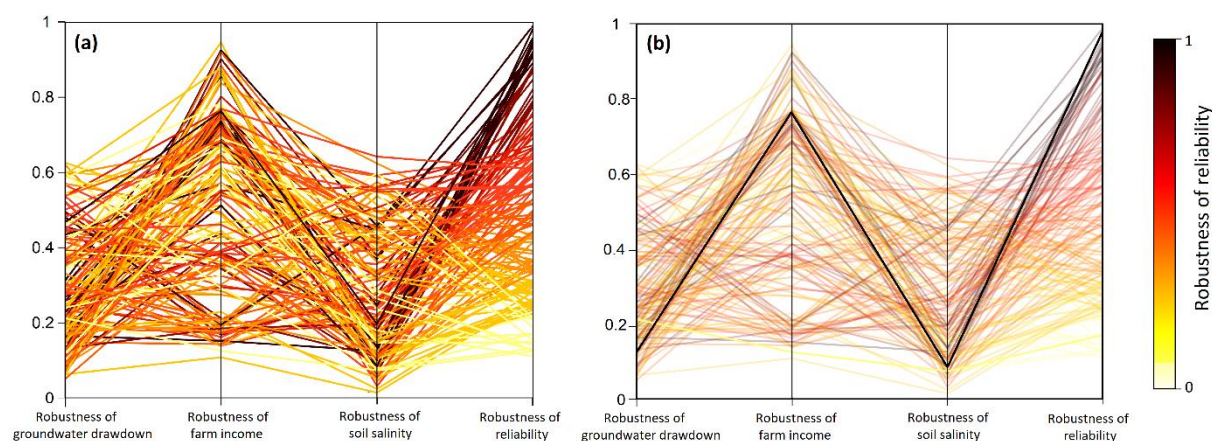 (a)
1
0.8
0.6
0.4
0.2
0
Robustness of
groundwater drawdown
Robustness of
farm income
Robustness of
soil salinity
Robustness of
reliability
(b)
1
0.8
0.6
0.4
0.2
0
Robustness of
groundwater drawdown
Robustness of
farm income
Robustness of
soil salinity
Robustness of
reliability
1
0
Robustness of reliability